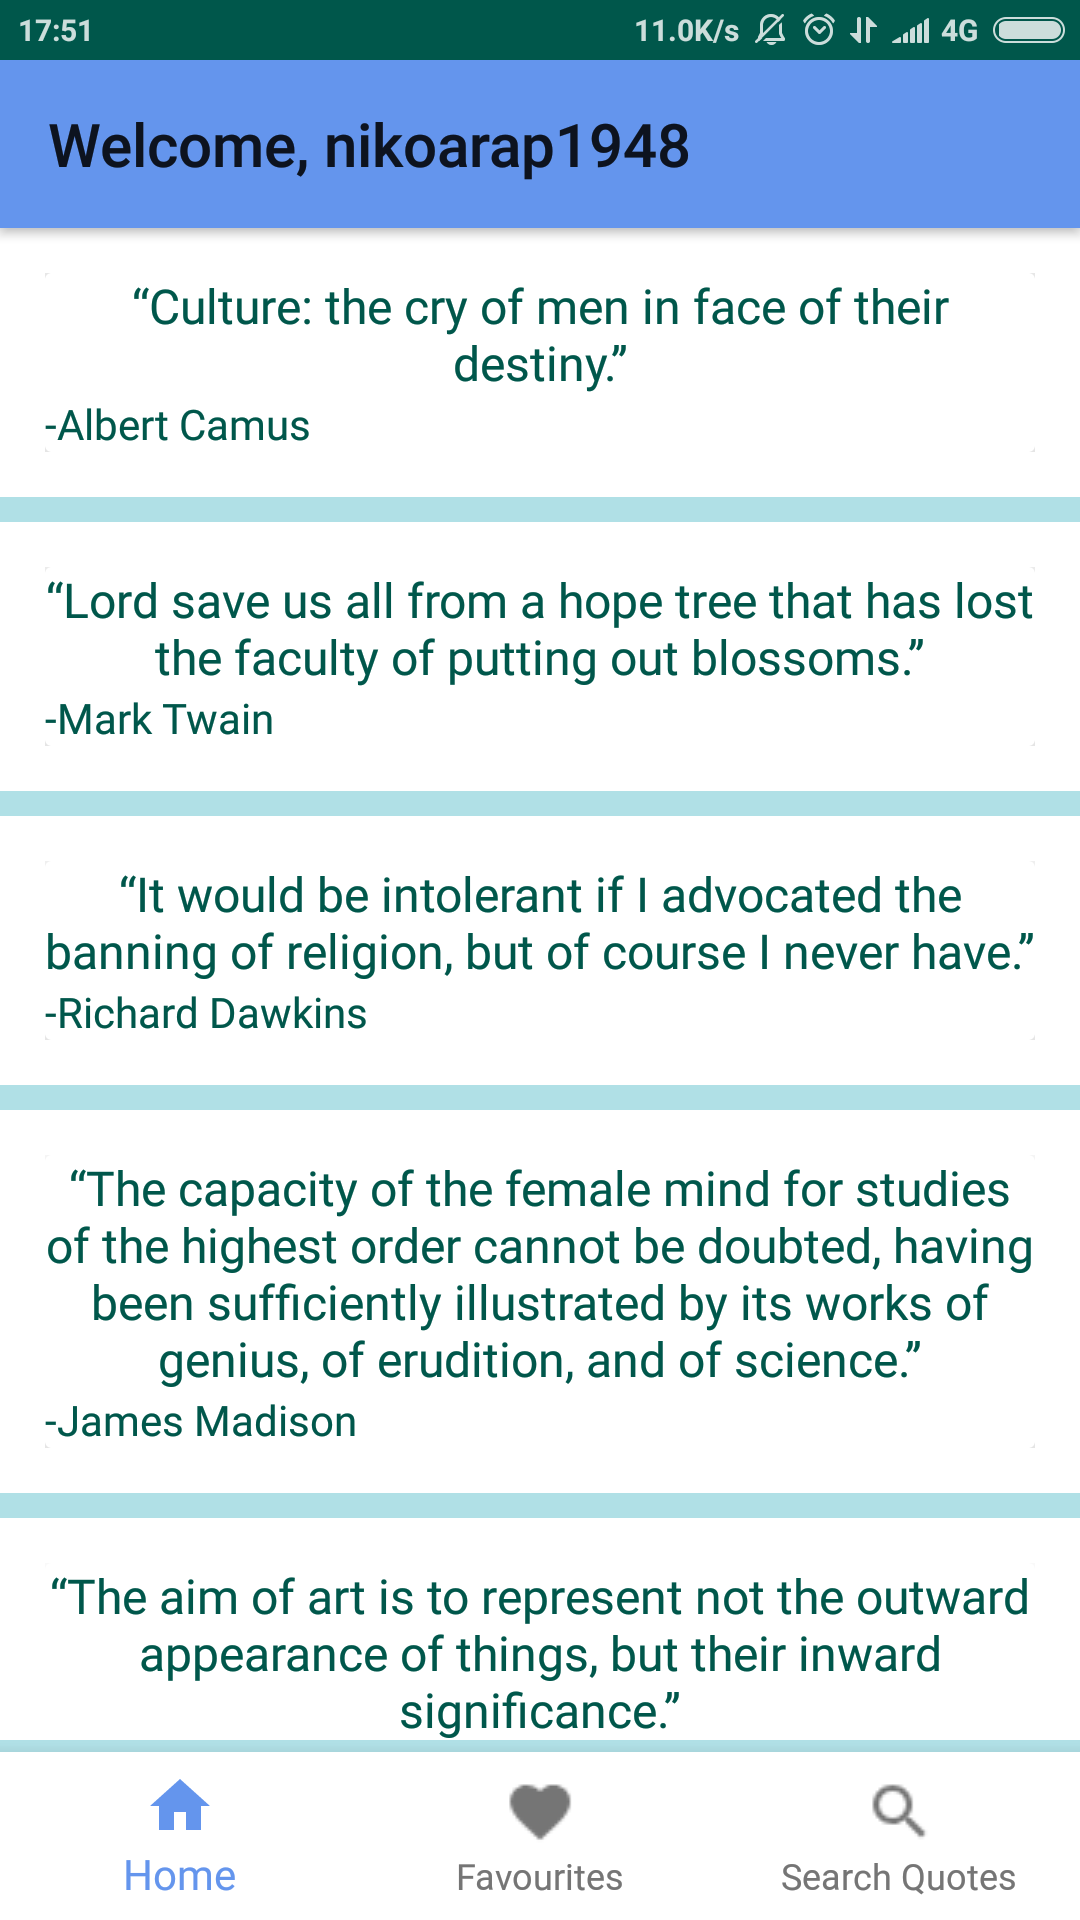 17:51 11.0K/s 4G
Welcome, nikoarap1948
“Culture: the cry of men in face of their
destiny.”
-Albert Camus
“Lord save us all from a hope tree that has lost
the faculty of putting out blossoms.”
-Mark Twain
“It would be intolerant if I advocated the
banning of religion, but of course I never have.”
-Richard Dawkins
“The capacity of the female mind for studies
of the highest order cannot be doubted, having
been sufficiently illustrated by its works of
genius, of erudition, and of science.”
-James Madison
“The aim of art is to represent not the outward
appearance of things, but their inward
significance.”
Home Favourites Search Quotes